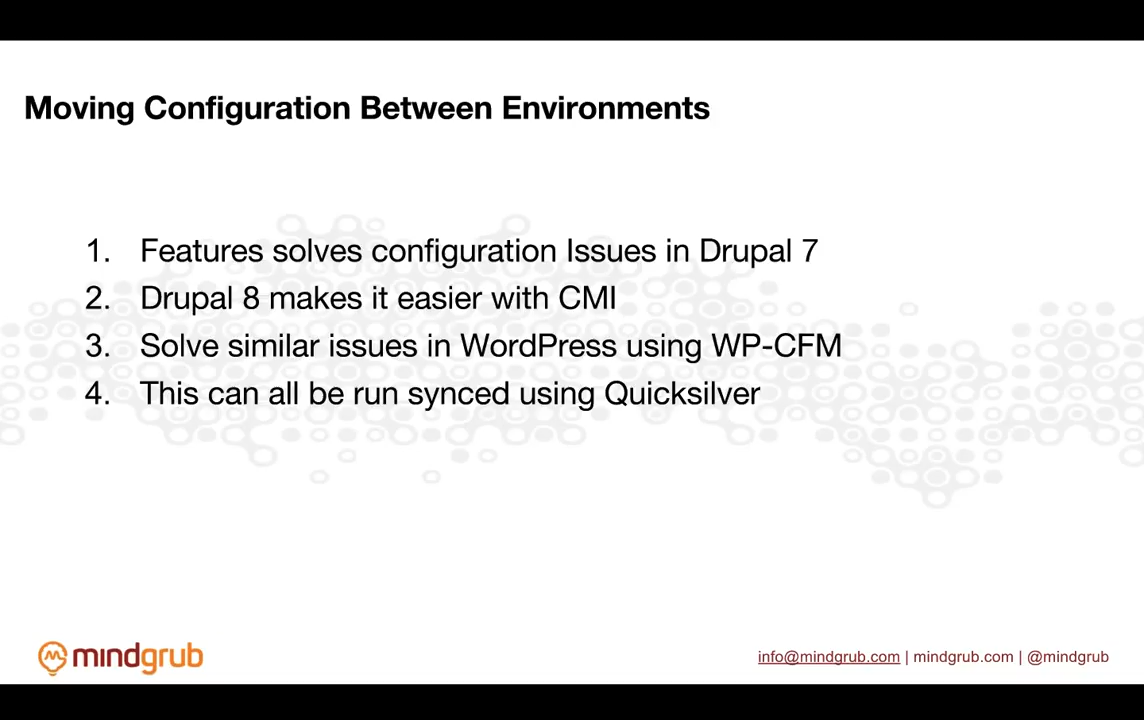 Moving Configuration Between Environments
1. Features solves configuration Issues in Drupal 7
2. Drupal 8 makes it easier with CMI
3. Solve similar issues in WordPress using WP-CFM
4. This can all be run synced using Quicksilver
mindgrub
info@mindgrub.com | mindgrub.com | @mindgrub